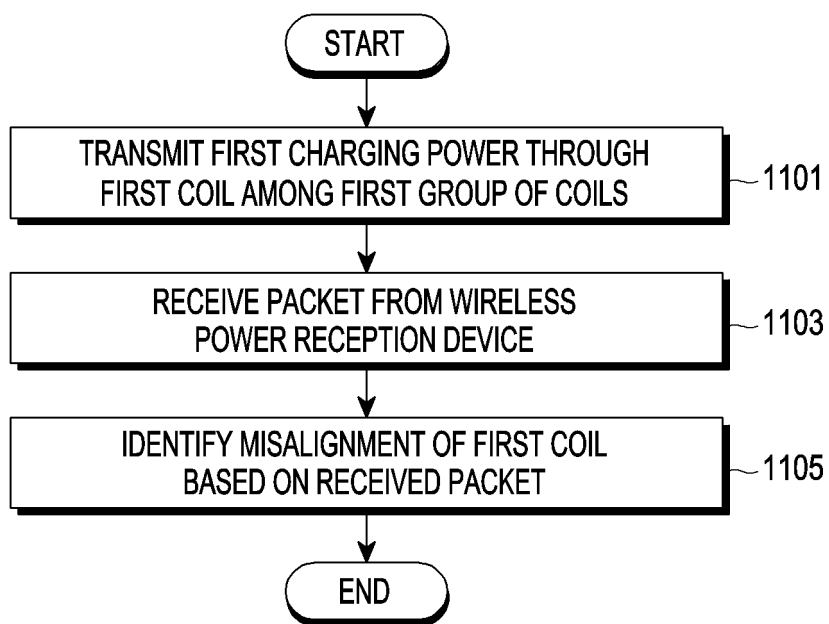 START
TRANSMIT FIRST CHARGING POWER THROUGH
FIRST COIL AMONG FIRST GROUP OF COILS
1101
RECEIVE PACKET FROM WIRELESS
POWER RECEPTION DEVICE
1103
IDENTIFY MISALIGNMENT OF FIRST COIL
BASED ON RECEIVED PACKET
1105
END